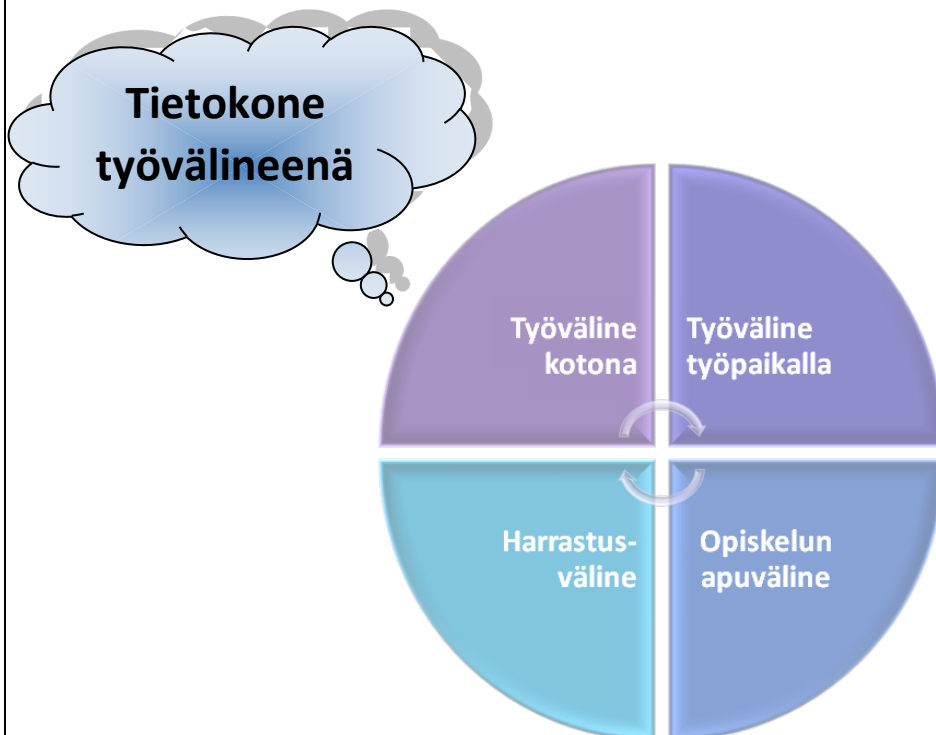 Tietokone
työvälineenä
Työväline
kotona
Työväline
työpaikalla
Harrastus-
väline
Opiskelun
apuväline